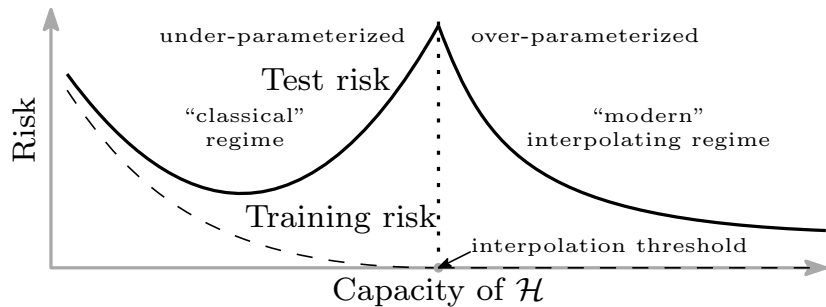 under-parameterized
over-parameterized
Test risk
“classical”
regime
“modern”
interpolating regime
Risk
Training risk
interpolation threshold
Capacity of ℋ